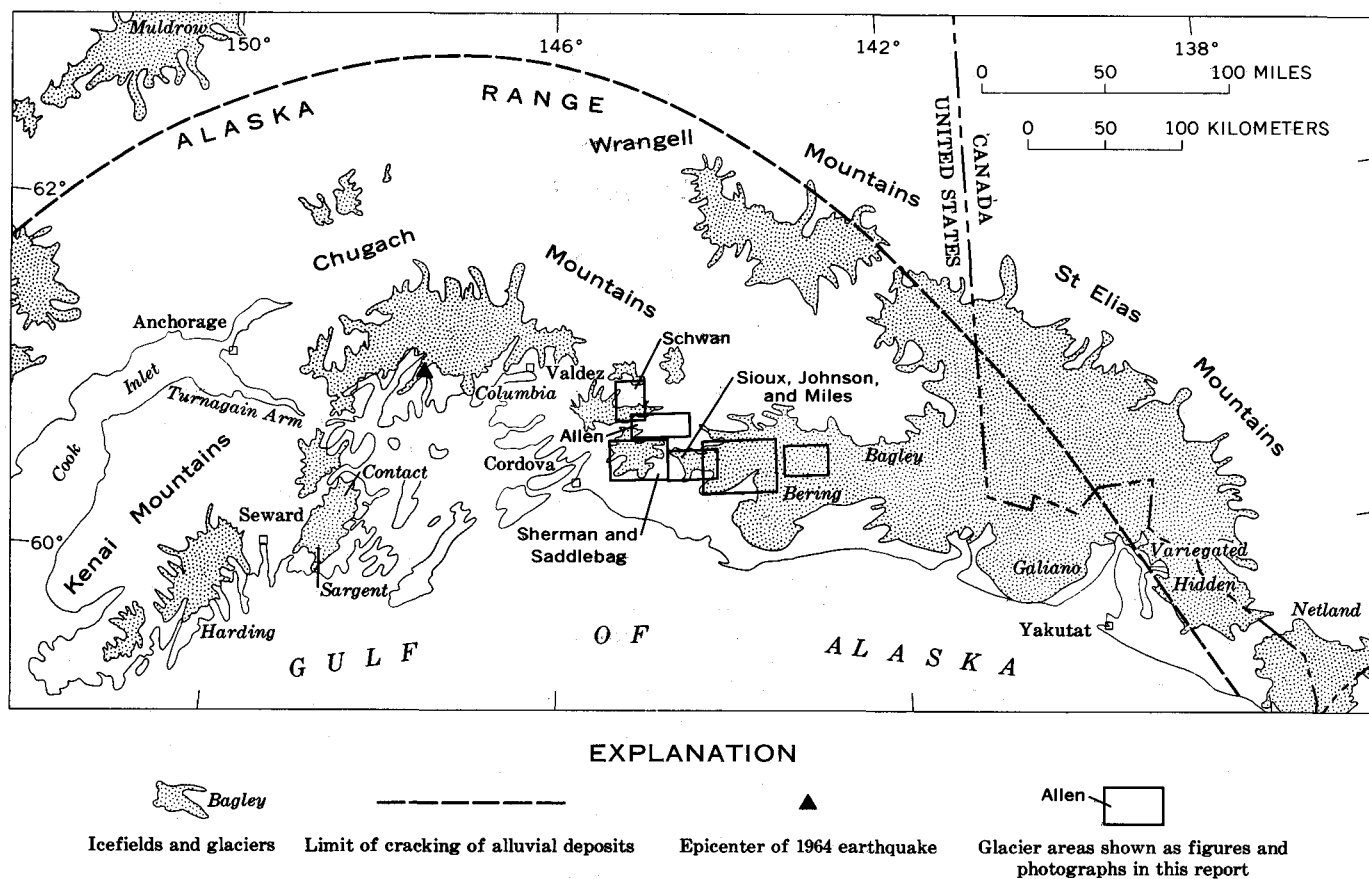 Muldrow
150°
146°
142°
138°
0 50 100 MILES
0 50 100 KILOMETERS
ALASKA RANGE
UNITED STATES
CANADA
Wrangell Mountains
62°
Chugach Mountains
St Elias Mountains
Anchorage
Schwan
Cook Inlet
Valdez
Sioux, Johnson,
and Miles
Columbia
Turnagain Arm
Allen
Bagley
Cordova
Contact
Bering
Kenai Mountains
Seward
Sherman and
Saddlebag
60°
Variegated
Galiano
Hidden
Sargent
Netland
Harding
Yakutat
GULF OF ALASKA
EXPLANATION
Bagley
Icefields and glaciers
Limit of cracking of alluvial deposits
Epicenter of 1964 earthquake
Allen
Glacier areas shown as figures and
photographs in this report